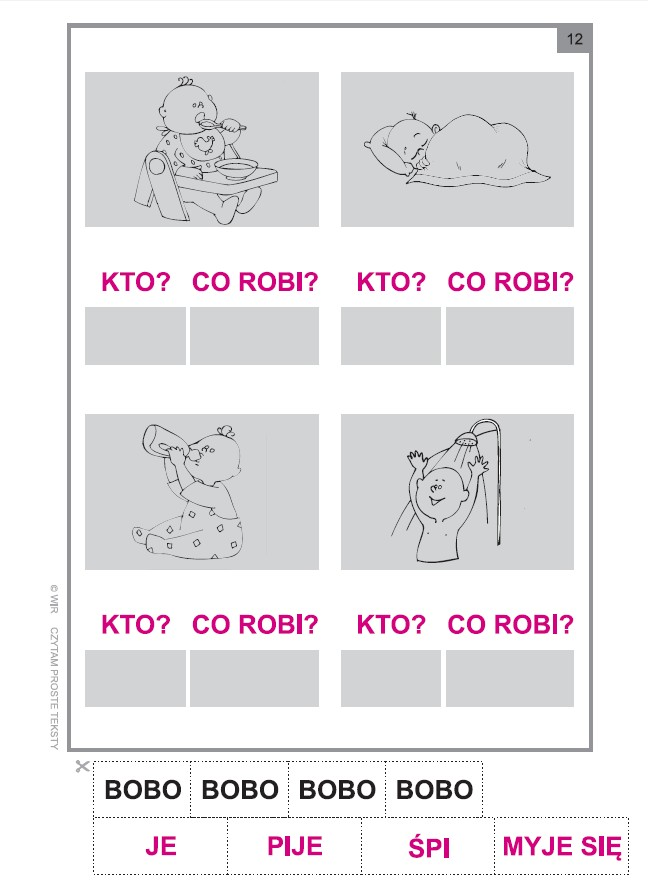 12
KTO? CO ROBI? KTO? CO ROBI?
KTO? CO ROBI? KTO? CO ROBI?
© WIR CZYTAM PROSTE TEKSTY
BOBO BOBO BOBO BOBO
JE PIJE ŚPI MYJE SIĘ